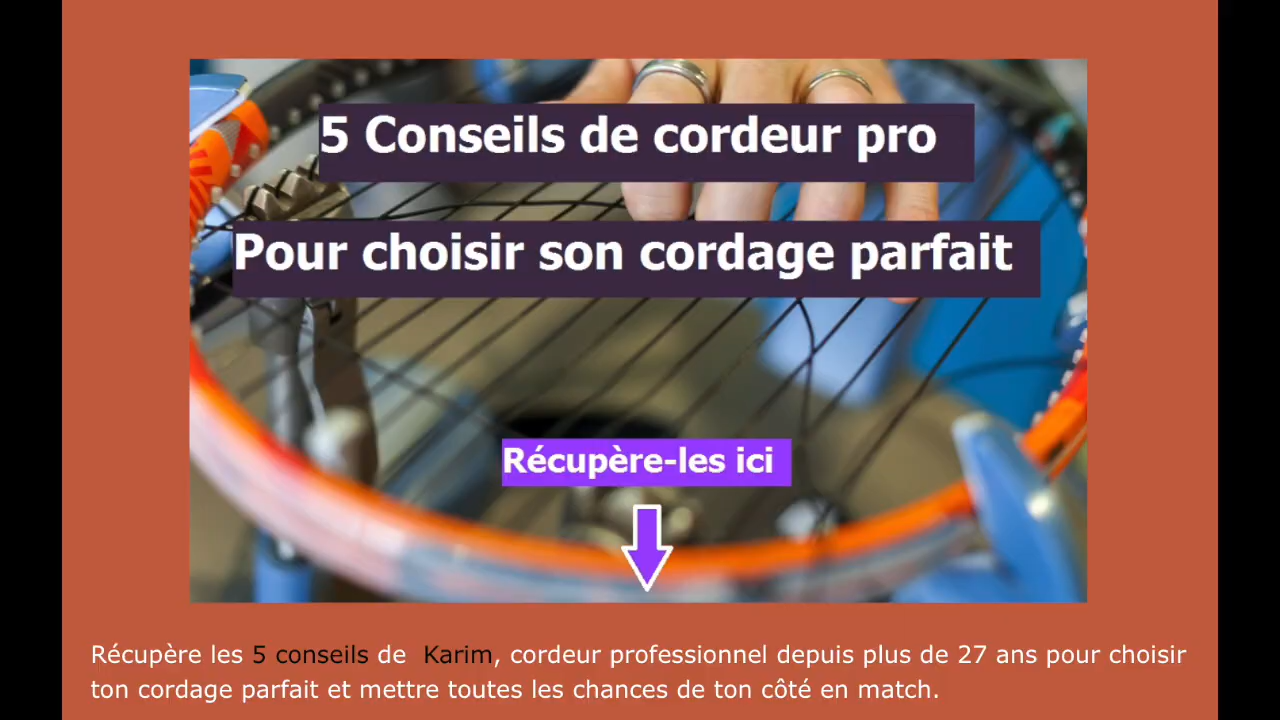 5 Conseils de cordeur pro
Pour choisir son cordage parfait
Récupère-les ici
Récupère les 5 conseils de Karim, cordeur professionnel depuis plus de 27 ans pour choisir
ton cordage parfait et mettre toutes les chances de ton côté en match.